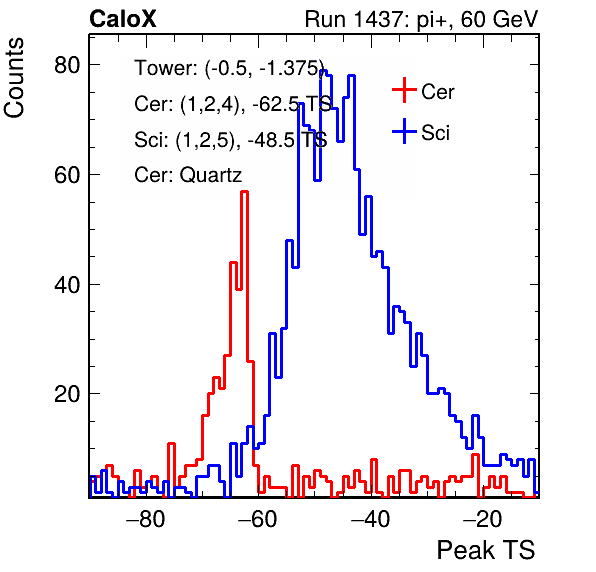 CaloX Run 1437: pi+, 60 GeV
Counts
Tower: (-0.5, -1.375)
Cer: (1,2,4), -62.5 TS
Sci: (1,2,5), -48.5 TS
Cer: Quartz
Cer
Sci
80
60
40
20
−80 −60 −40 −20
Peak TS